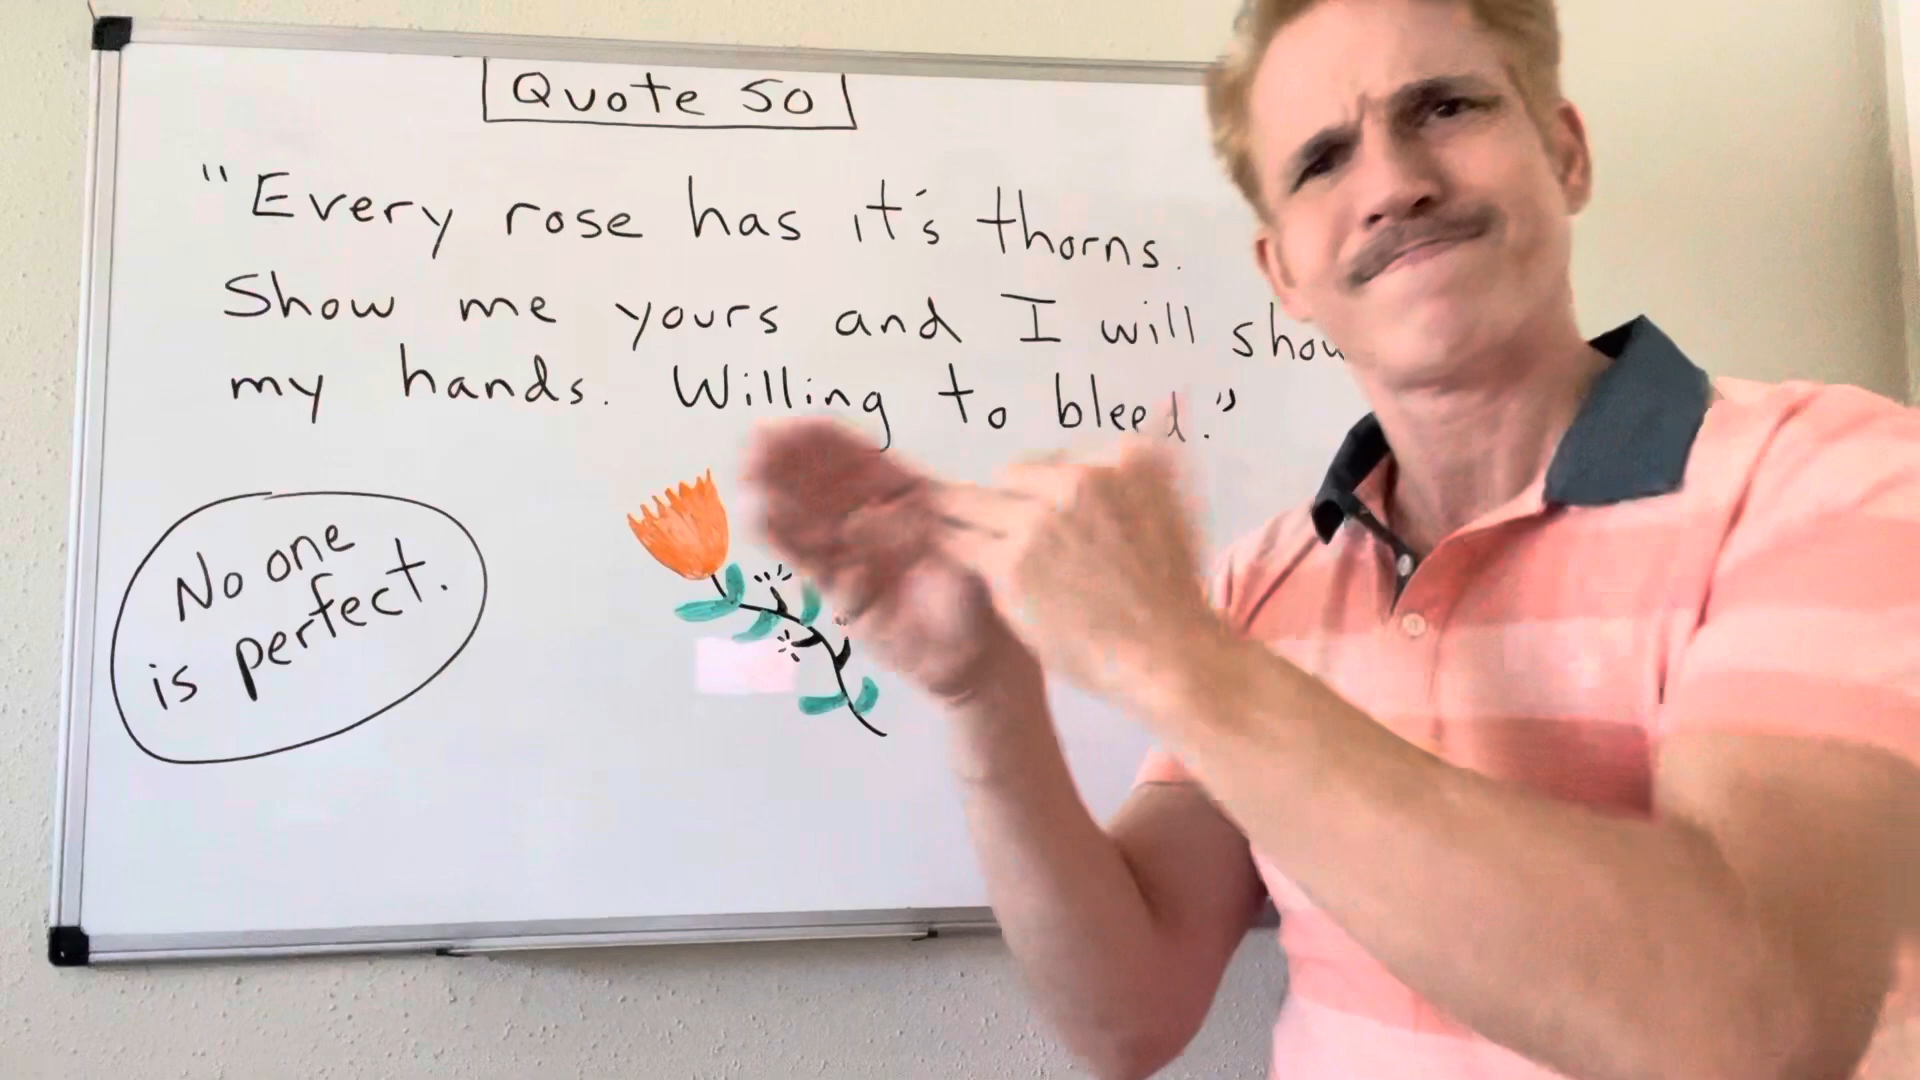 Quote 50
"Every rose has it's thorns.
Show me yours and I will show
my hands. Willing to bleed."
No one
is perfect.